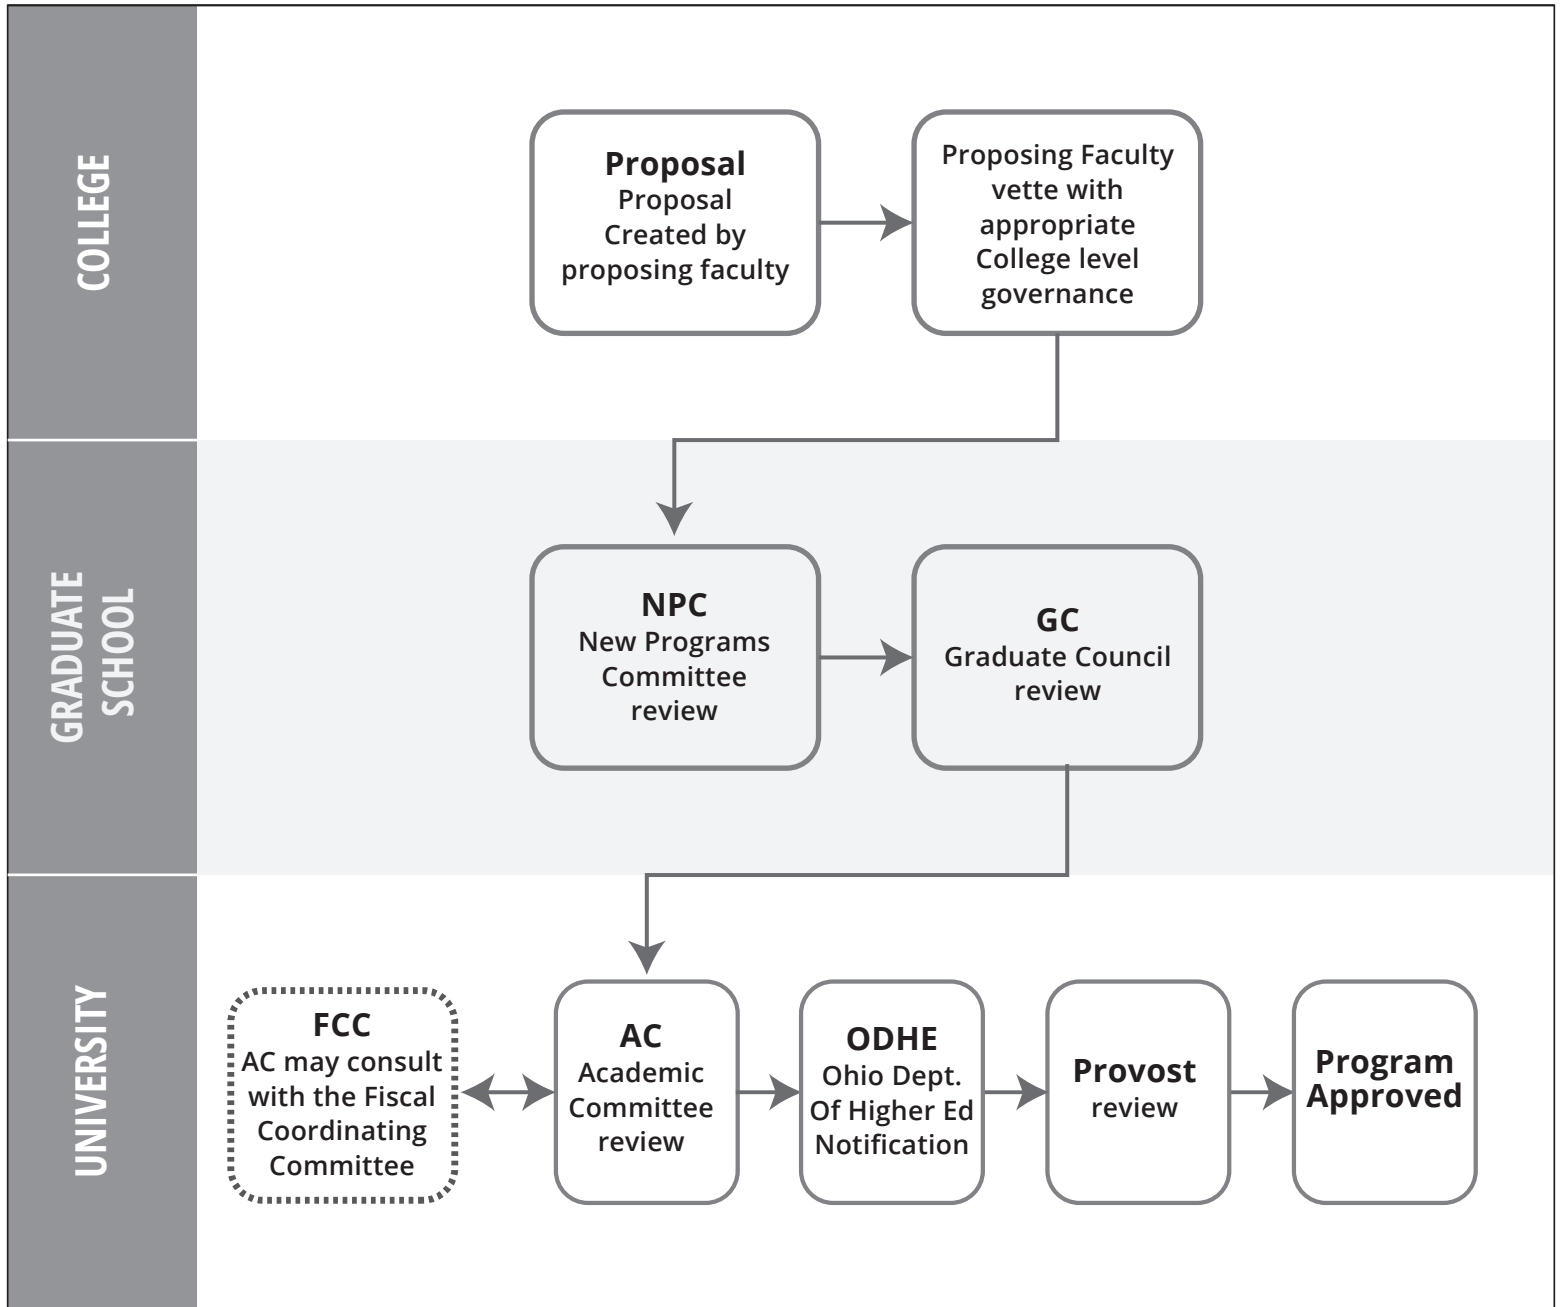 COLLEGE
Proposal
Proposal
Created by
proposing faculty
Proposing Faculty
vette with
appropriate
College level
governance
GRADUATE
SCHOOL
NPC
New Programs
Committee
review
GC
Graduate Council
review
UNIVERSITY
FCC
AC may consult
with the Fiscal
Coordinating
Committee
AC
Academic
Committee
review
ODHE
Ohio Dept.
Of Higher Ed
Notification
Provost
review
Program
Approved